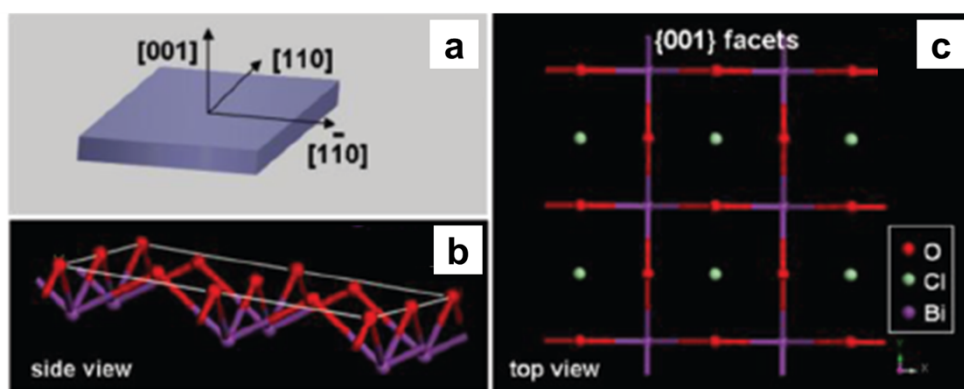 a
[001]
[110]
[1̄10]
b
side view
c
{001} facets
O
Cl
Bi
Y
X
top view